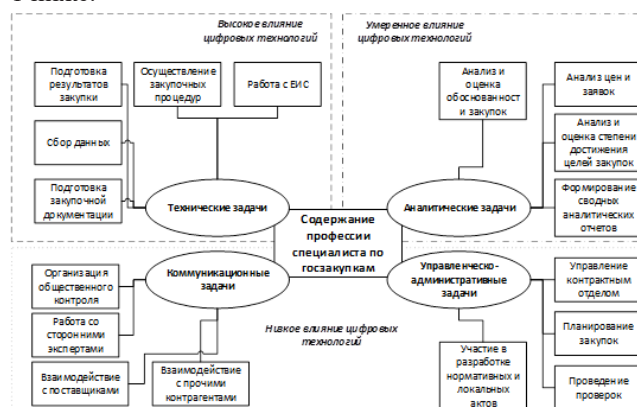 Высокое влияние
цифровых технологий
Умеренное влияние
цифровых технологий
Подготовка
результатов
закупки
Осуществление
закупочных
процедур
Работа с ЕИС
Сбор данных
Подготовка
закупочной
документации
Технические задачи
Анализ и
оценка
обоснованност
и закупок
Анализ цен и
заявок
Анализ и
оценка степени
достижения
целей закупок
Формирование
сводных
аналитических
отчетов
Аналитические задачи
Содержание
профессии
специалиста по
госзакупкам
Организация
общественного
контроля
Работа со
сторонними
экспертами
Взаимодействие
с поставщиками
Взаимодействие
с прочими
контрагентами
Коммуникационные
задачи
Управленческо-
административные
задачи
Управление
контрактным
отделом
Планирование
закупок
Проведение
проверок
Участие в
разработке
нормативных и
локальных
актов
Низкое влияние цифровых
технологий